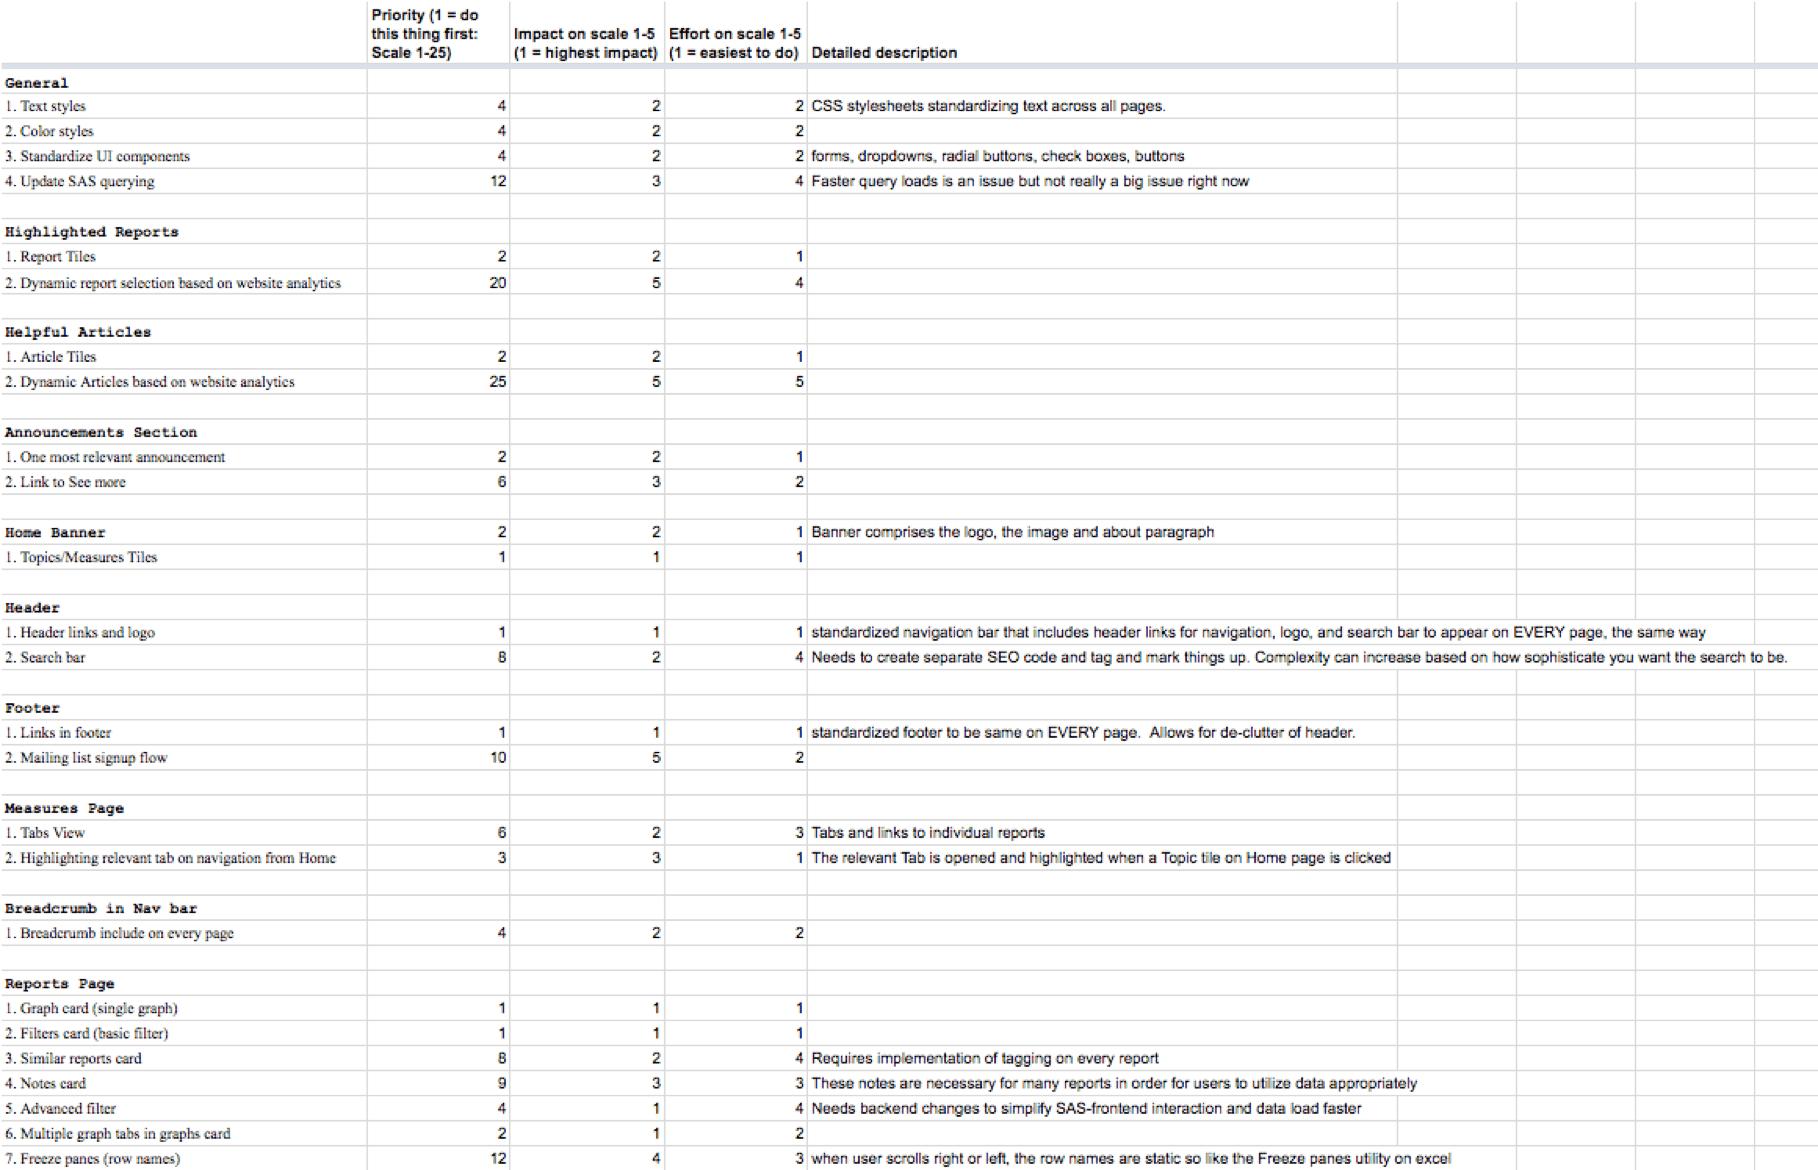 Priority (1 = do
this thing first:
Scale 1-25)
Impact on scale 1-5
(1 = highest impact)
Effort on scale 1-5
(1 = easiest to do)
Detailed description
General
1. Text styles 4 2 2 CSS stylesheets standardizing text across all pages.
2. Color styles 4 2 2
3. Standardize UI components 4 2 2 forms, dropdowns, radial buttons, check boxes, buttons
4. Update SAS querying 12 3 4 Faster query loads is an issue but not really a big issue right now
Highlighted Reports
1. Report Tiles 2 2 1
2. Dynamic report selection based on website analytics 20 5 4
Helpful Articles
1. Article Tiles 2 2 1
2. Dynamic Articles based on website analytics 25 5 5
Announcements Section
1. One most relevant announcement 2 2 1
2. Link to See more 6 3 2
Home Banner 2 2 1 Banner comprises the logo, the image and about paragraph
1. Topics/Measures Tiles 1 1 1
Header
1. Header links and logo 1 1 1 standardized navigation bar that includes header links for navigation, logo, and search bar to appear on EVERY page, the same way
2. Search bar 8 2 4 Needs to create separate SEO code and tag and mark things up. Complexity can increase based on how sophisticate you want the search to be.
Footer
1. Links in footer 1 1 1 standardized footer to be same on EVERY page. Allows for de-clutter of header.
2. Mailing list signup flow 10 5 2
Measures Page
1. Tabs View 6 2 3 Tabs and links to individual reports
2. Highlighting relevant tab on navigation from Home 3 3 1 The relevant Tab is opened and highlighted when a Topic tile on Home page is clicked
Breadcrumb in Nav bar
1. Breadcrumb include on every page 4 2 2
Reports Page
1. Graph card (single graph) 1 1 1
2. Filters card (basic filter) 1 1 1
3. Similar reports card 8 2 4 Requires implementation of tagging on every report
4. Notes card 9 3 3 These notes are necessary for many reports in order for users to utilize data appropriately
5. Advanced filter 4 1 4 Needs backend changes to simplify SAS-frontend interaction and data load faster
6. Multiple graph tabs in graphs card 2 1 2
7. Freeze panes (row names) 12 4 3 when user scrolls right or left, the row names are static so like the Freeze panes utility on excel